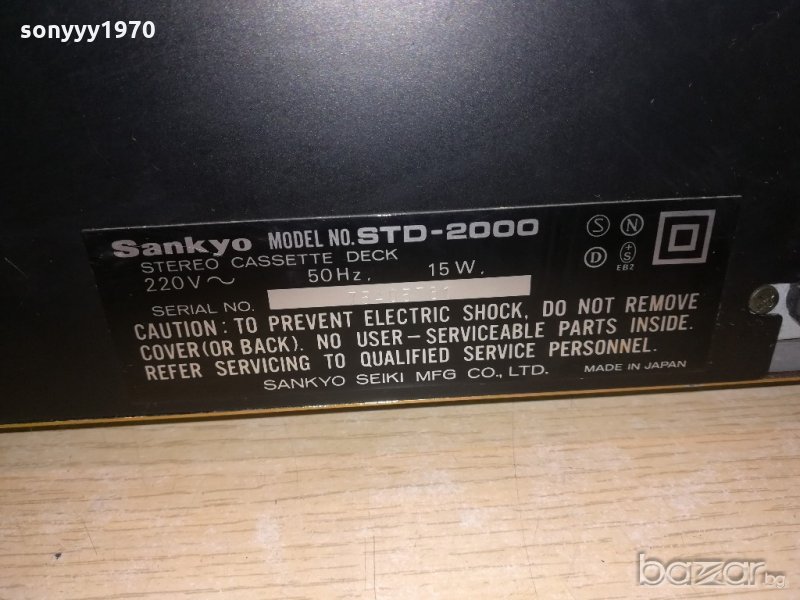 sonyyy1970
Sankyo MODEL NO. STD-2000
STEREO CASSETTE DECK
220V~ 50Hz, 15W.
SERIAL NO.
CAUTION: TO PREVENT ELECTRIC SHOCK, DO NOT REMOVE
COVER (OR BACK). NO USER-SERVICEABLE PARTS INSIDE.
REFER SERVICING TO QUALIFIED SERVICE PERSONNEL.
SANKYO SEIKI MFG CO., LTD. MADE IN JAPAN
S N
D +S
EB2
bazar.bg